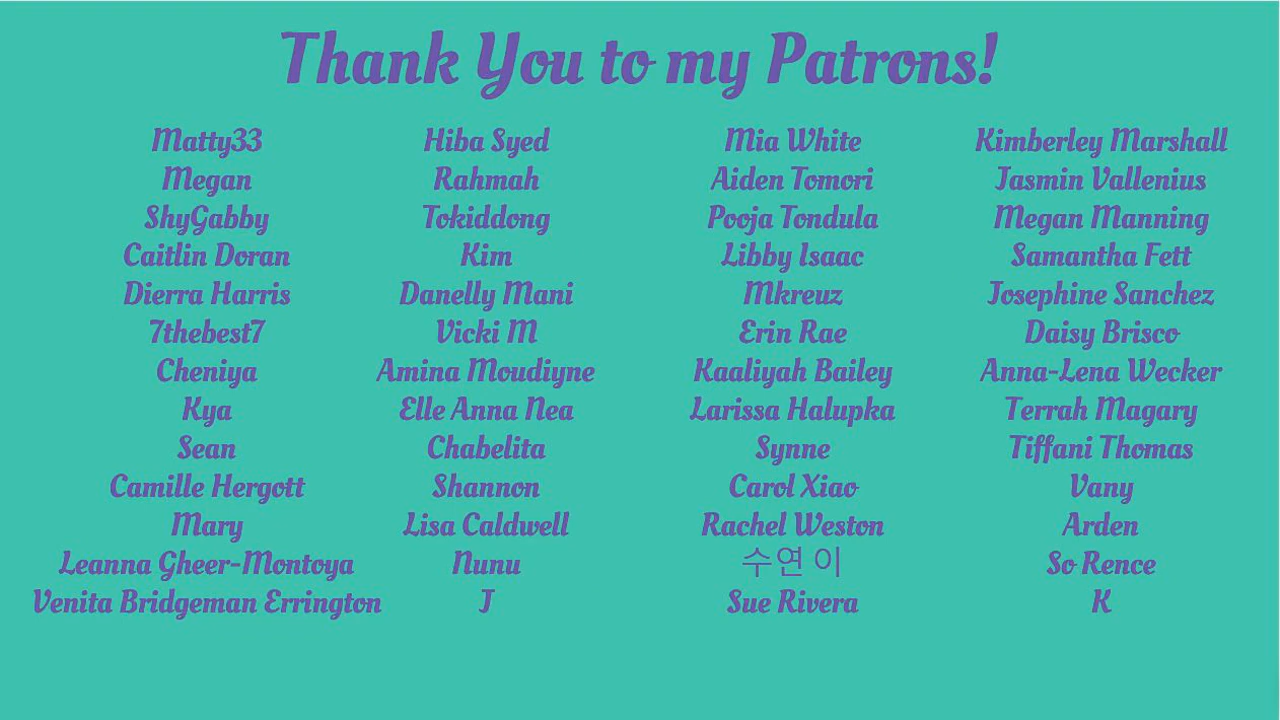 Thank You to my Patrons!
Matty33
Megan
ShyGabby
Caitlin Doran
Dierra Harris
7thebest7
Cheniya
Kya
Sean
Camille Hergott
Mary
Leanna Gheer-Montoya
Venita Bridgeman Errington
Hiba Syed
Rahmah
Tokiddong
Kim
Danelly Mani
Vicki M
Amina Moudiyne
Elle Anna Nea
Chabelita
Shannon
Lisa Caldwell
Nunu
J
Mia White
Aiden Tomori
Pooja Tondula
Libby Isaac
Mkreuz
Erin Rae
Kaaliyah Bailey
Larissa Halupka
Synne
Carol Xiao
Rachel Weston
수연 이
Sue Rivera
Kimberley Marshall
Jasmin Vallenius
Megan Manning
Samantha Fett
Josephine Sanchez
Daisy Brisco
Anna-Lena Wecker
Terrah Magary
Tiffani Thomas
Vany
Arden
So Rence
K